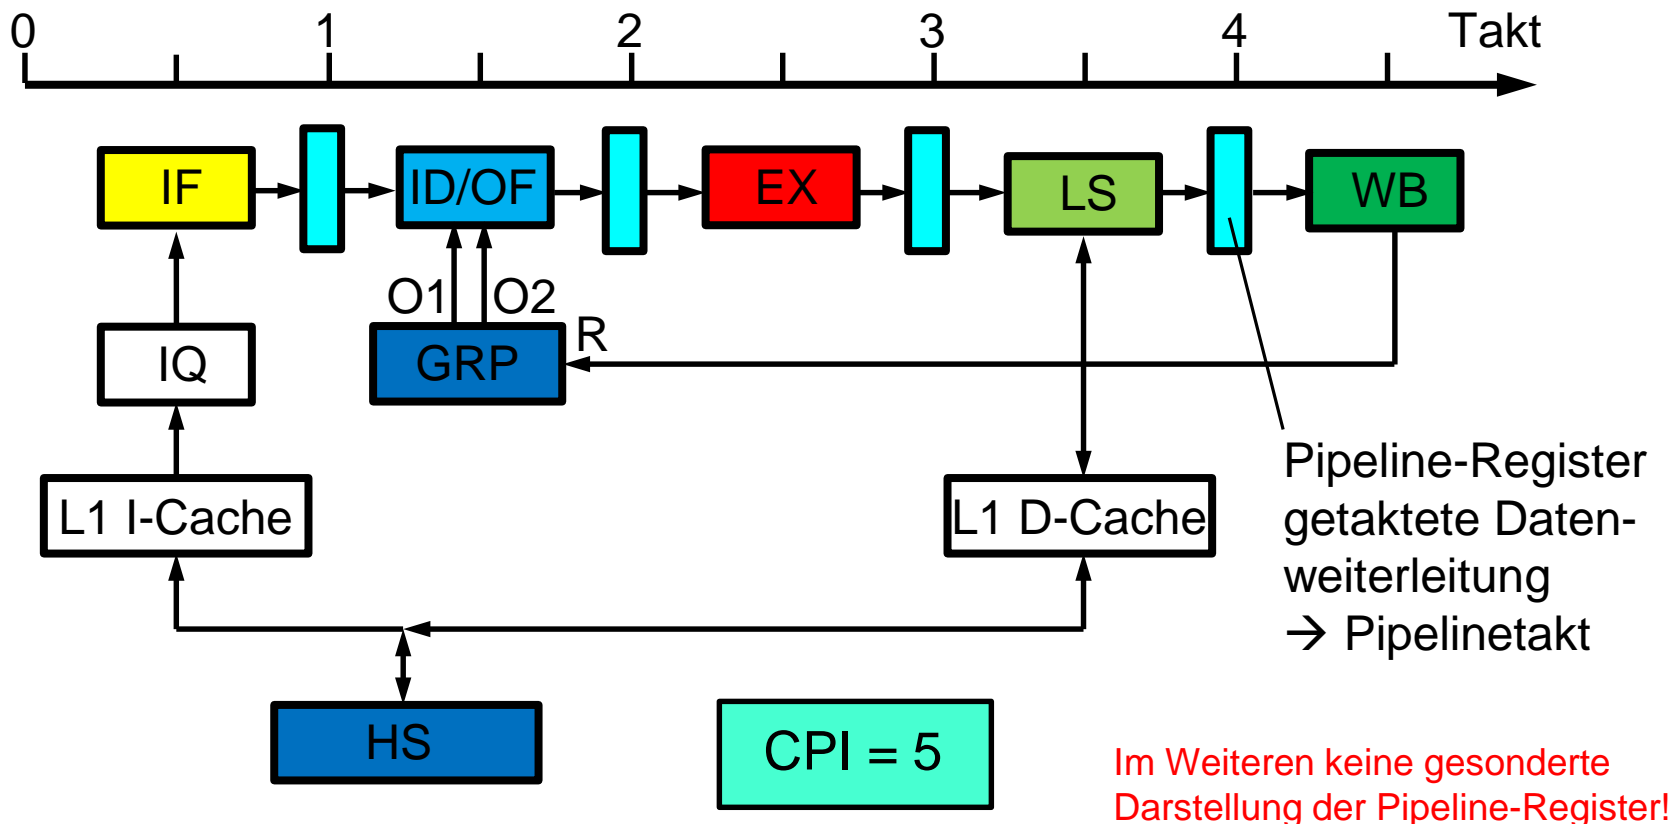 0 1 2 3 4 Takt
IF ID/OF EX LS WB
O1 O2
R
IQ GRP
Pipeline-Register
L1 I-Cache L1 D-Cache getaktete Daten-
weiterleitung
→ Pipelinetakt
HS CPI = 5
Im Weiteren keine gesonderte
Darstellung der Pipeline-Register!